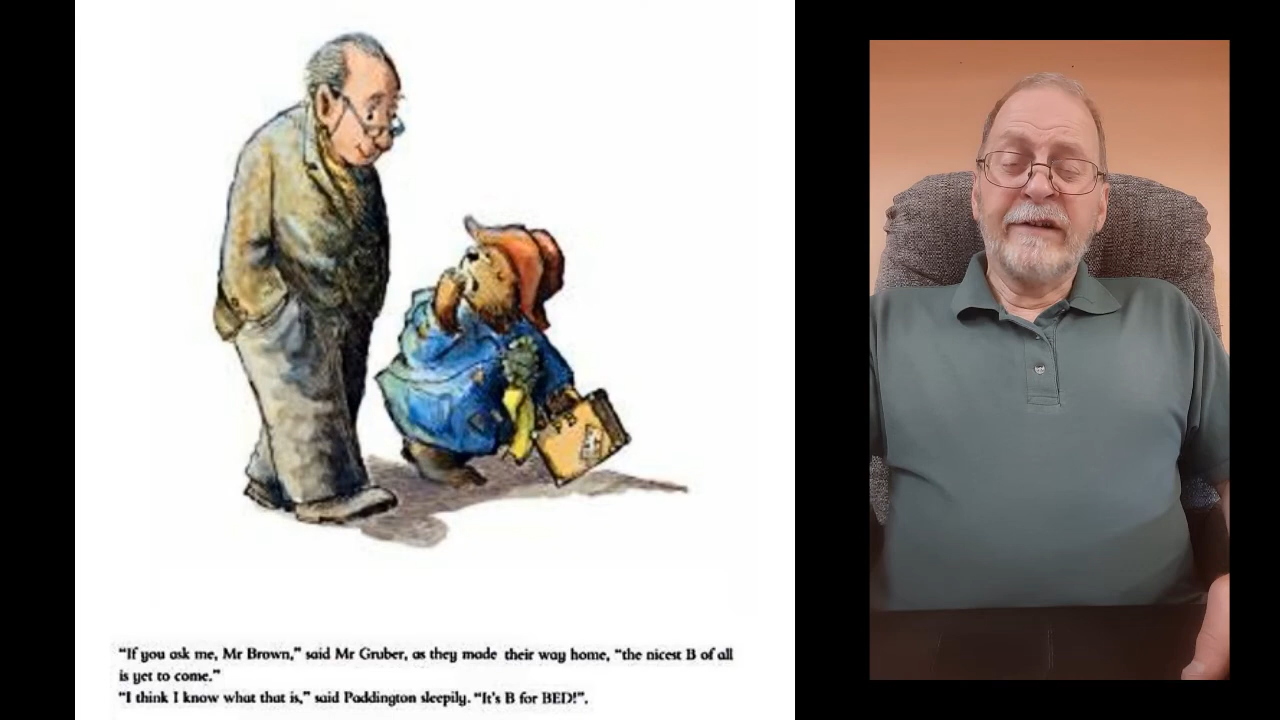 “If you ask me, Mr Brown,” said Mr Gruber, as they made their way home, “the nicest B of all
is yet to come.”
“I think I know what that is,” said Paddington sleepily. “It’s B for BED!”.